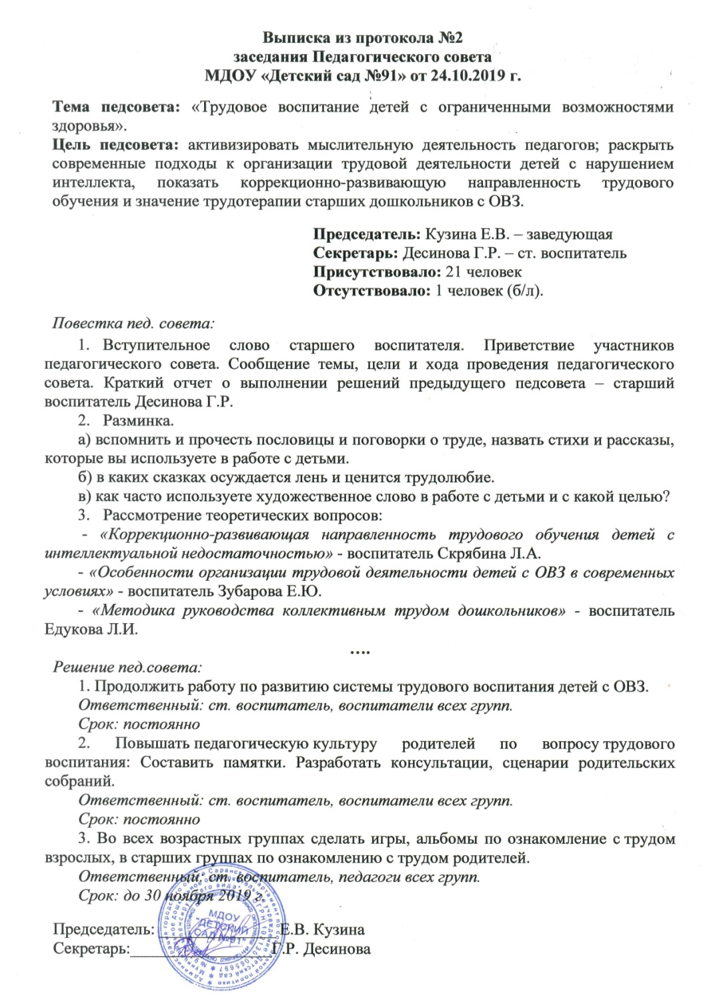 Выписка из протокола №2
заседания Педагогического совета
МДОУ «Детский сад №91» от 24.10.2019 г.
Тема педсовета: «Трудовое воспитание детей с ограниченными возможностями
здоровья».
Цель педсовета: активизировать мыслительную деятельность педагогов; раскрыть
современные подходы к организации трудовой деятельности детей с нарушением
интеллекта, показать коррекционно-развивающую направленность трудового
обучения и значение трудотерапии старших дошкольников с ОВЗ.
Председатель: Кузина Е.В. – заведующая
Секретарь: Десинова Г.Р. – ст. воспитатель
Присутствовало: 21 человек
Отсутствовало: 1 человек (б/л).
Повестка пед. совета:
1. Вступительное слово старшего воспитателя. Приветствие участников
педагогического совета. Сообщение темы, цели и хода проведения педагогического
совета. Краткий отчет о выполнении решений предыдущего педсовета – старший
воспитатель Десинова Г.Р.
2. Разминка.
а) вспомнить и прочесть пословицы и поговорки о труде, назвать стихи и рассказы,
которые вы используете в работе с детьми.
б) в каких сказках осуждается лень и ценится трудолюбие.
в) как часто используете художественное слово в работе с детьми и с какой целью?
3. Рассмотрение теоретических вопросов:
- «Коррекционно-развивающая направленность трудового обучения детей с
интеллектуальной недостаточностью» - воспитатель Скрябина Л.А.
- «Особенности организации трудовой деятельности детей с ОВЗ в современных
условиях» - воспитатель Зубарова Е.Ю.
- «Методика руководства коллективным трудом дошкольников» - воспитатель
Едукова Л.И.
….
Решение пед.совета:
1. Продолжить работу по развитию системы трудового воспитания детей с ОВЗ.
Ответственный: ст. воспитатель, воспитатели всех групп.
Срок: постоянно
2. Повышать педагогическую культуру родителей по вопросу трудового
воспитания: Составить памятки. Разработать консультации, сценарии родительских
собраний.
Ответственный: ст. воспитатель, воспитатели всех групп.
Срок: постоянно
3. Во всех возрастных группах сделать игры, альбомы по ознакомление с трудом
взрослых, в старших группах по ознакомлению с трудом родителей.
Ответственный: ст. воспитатель, педагоги всех групп.
Срок: до 30 ноября 2019 г.
Председатель:______________Е.В. Кузина
Секретарь:________________Г.Р. Десинова
МДОУ
"ДЕТСКИЙ
САД №91"